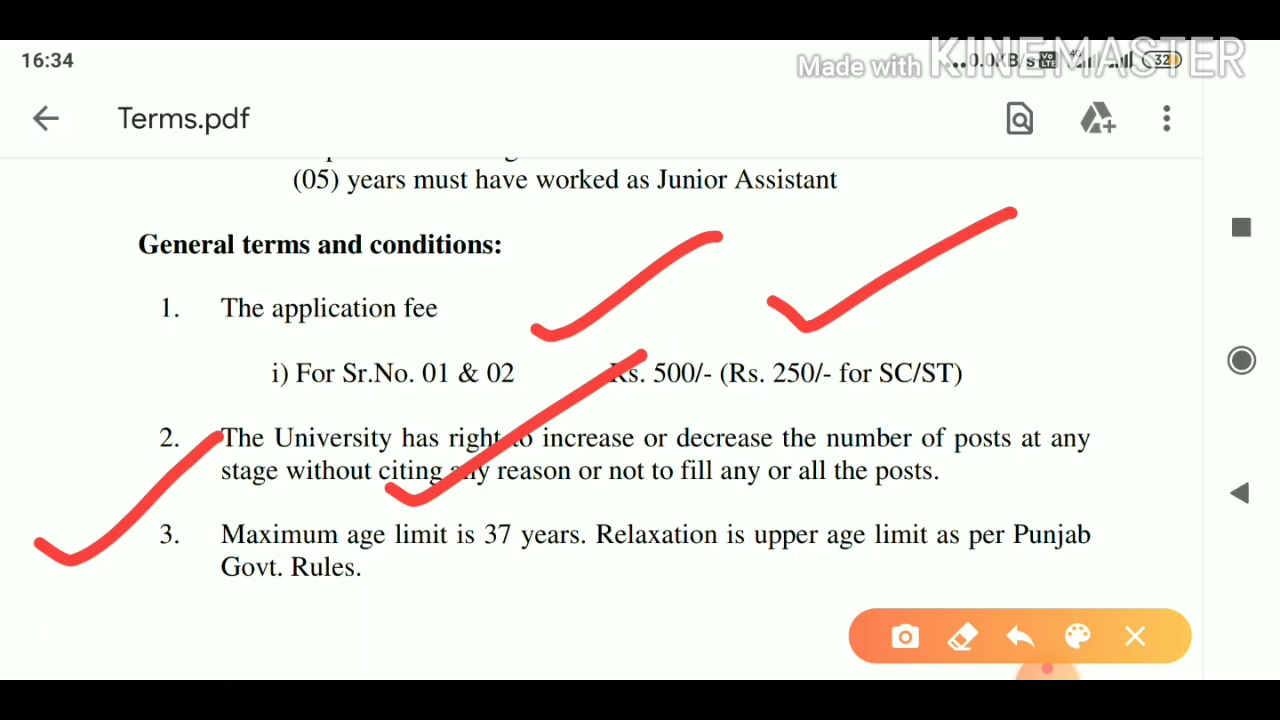 16:34
Made with KINEMASTER
...0.0KB/s
32
Terms.pdf
(05) years must have worked as Junior Assistant
General terms and conditions:
1. The application fee
i) For Sr.No. 01 & 02 Rs. 500/- (Rs. 250/- for SC/ST)
2. The University has right to increase or decrease the number of posts at any
stage without citing any reason or not to fill any or all the posts.
3. Maximum age limit is 37 years. Relaxation is upper age limit as per Punjab
Govt. Rules.